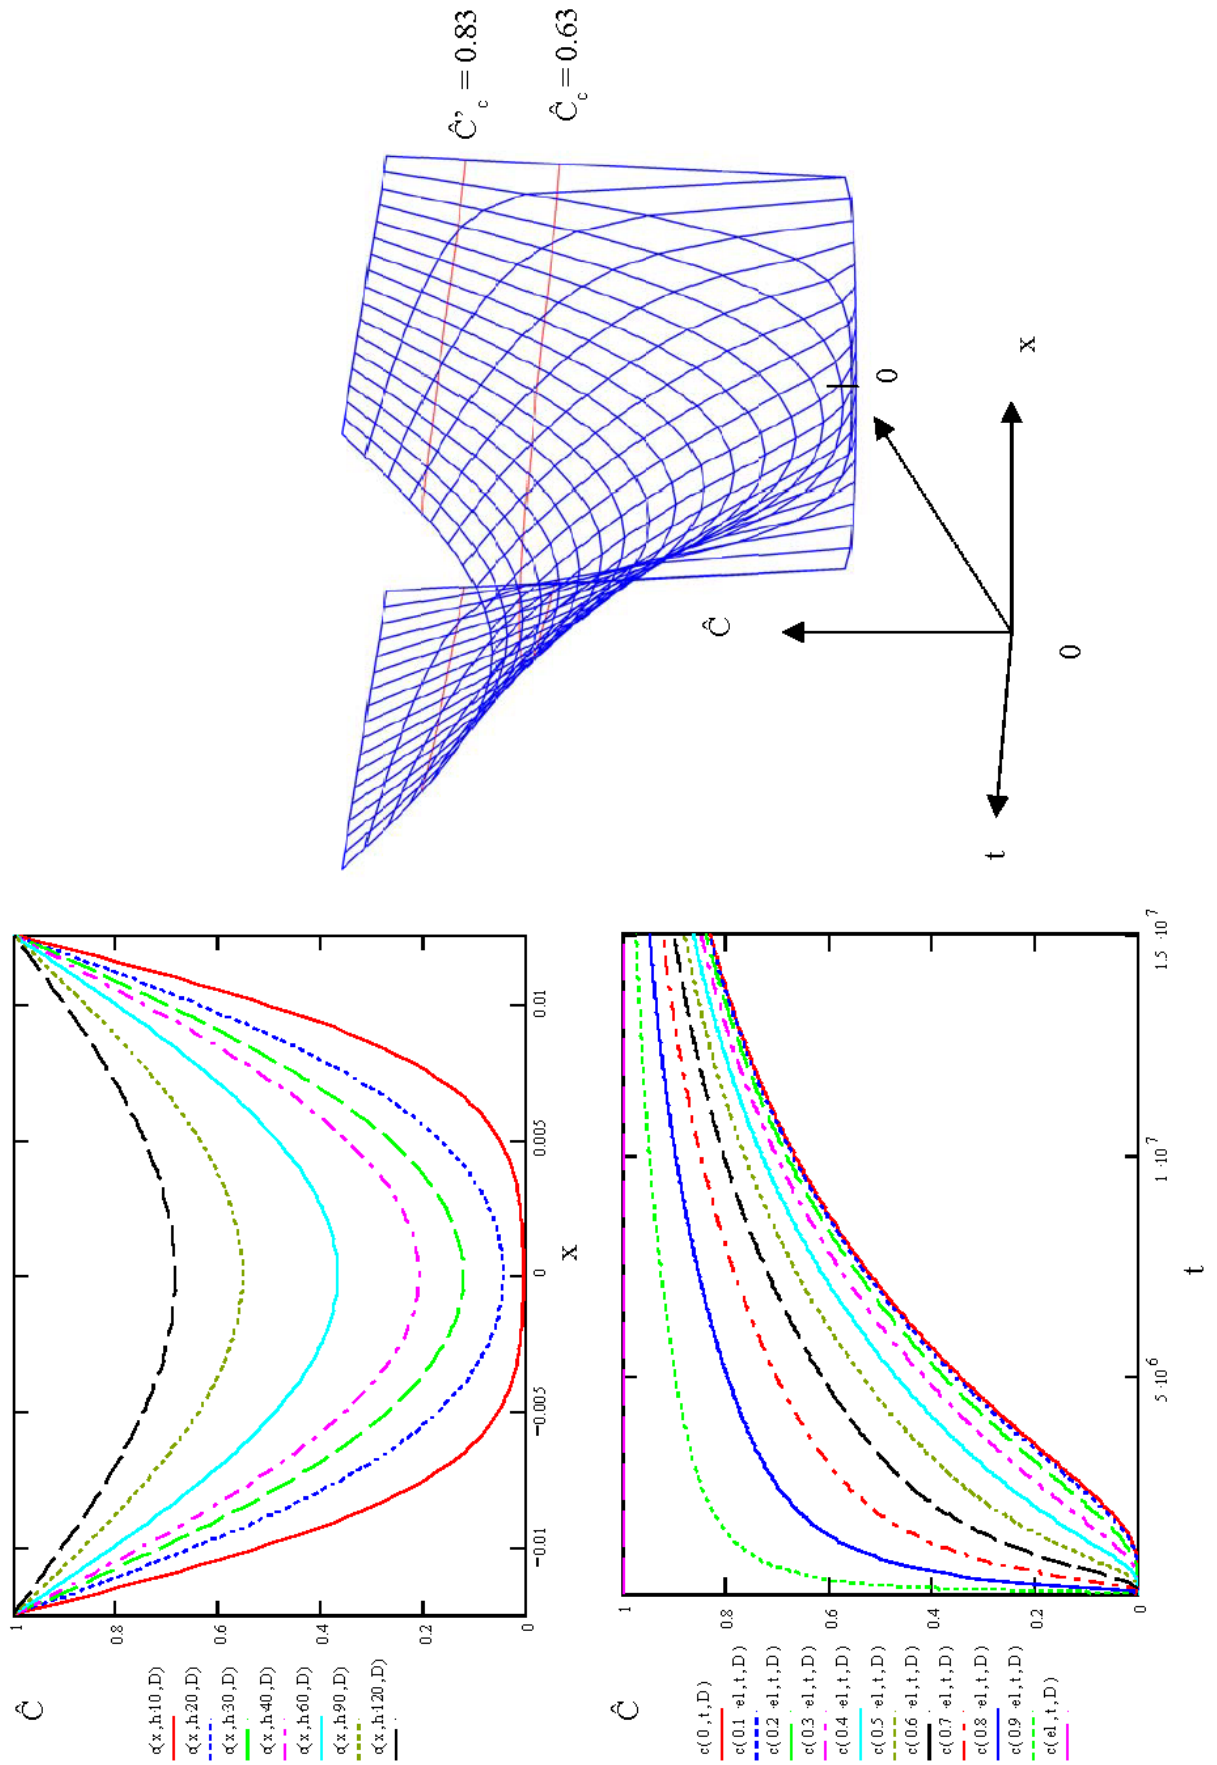 Ĉ
c(x,h10,D)
c(x,h20,D)
c(x,h30,D)
c(x,h40,D)
c(x,h60,D)
c(x,h90,D)
c(x,h120,D)
1
0.8
0.6
0.4
0.2
0
-0.01
-0.005
0
0.005
0.01
x
Ĉ
c(0,t,D)
c(0.1·el,t,D)
c(0.2·el,t,D)
c(0.3·el,t,D)
c(0.4·el,t,D)
c(0.5·el,t,D)
c(0.6·el,t,D)
c(0.7·el,t,D)
c(0.8·el,t,D)
c(0.9·el,t,D)
c(el,t,D)
1
0.8
0.6
0.4
0.2
0
5·10⁶
1·10⁷
1.5·10⁷
t
Ĉ'c = 0.83
Ĉc = 0.63
0
Ĉ
x
0
t